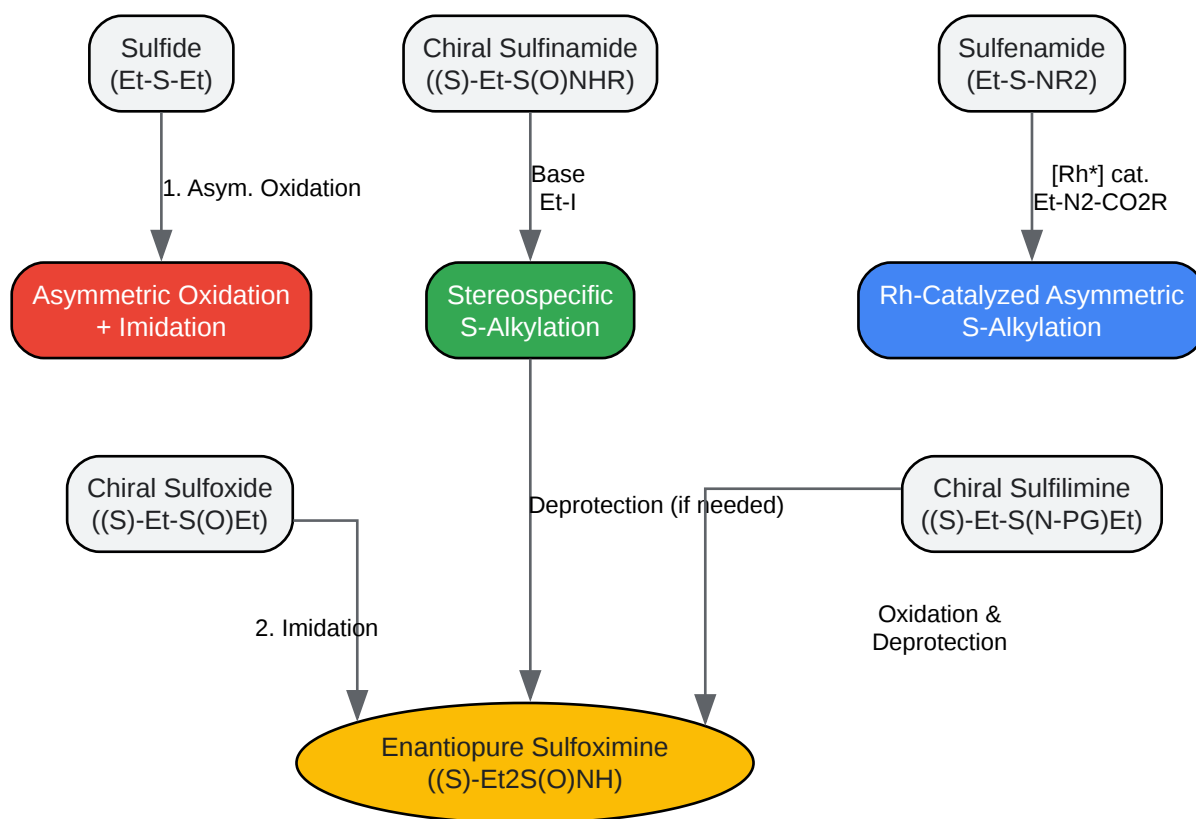 Sulfide
(Et-S-Et)
Chiral Sulfinamide
((S)-Et-S(O)NHR)
Sulfenamide
(Et-S-NR2)
1. Asym. Oxidation
Base
Et-I
[Rh*] cat.
Et-N2-CO2R
Asymmetric Oxidation
+ Imidation
Stereospecific
S-Alkylation
Rh-Catalyzed Asymmetric
S-Alkylation
Chiral Sulfoxide
((S)-Et-S(O)Et)
Deprotection (if needed)
Chiral Sulfilimine
((S)-Et-S(N-PG)Et)
2. Imidation
Oxidation &
Deprotection
Enantiopure Sulfoximine
((S)-Et2S(O)NH)